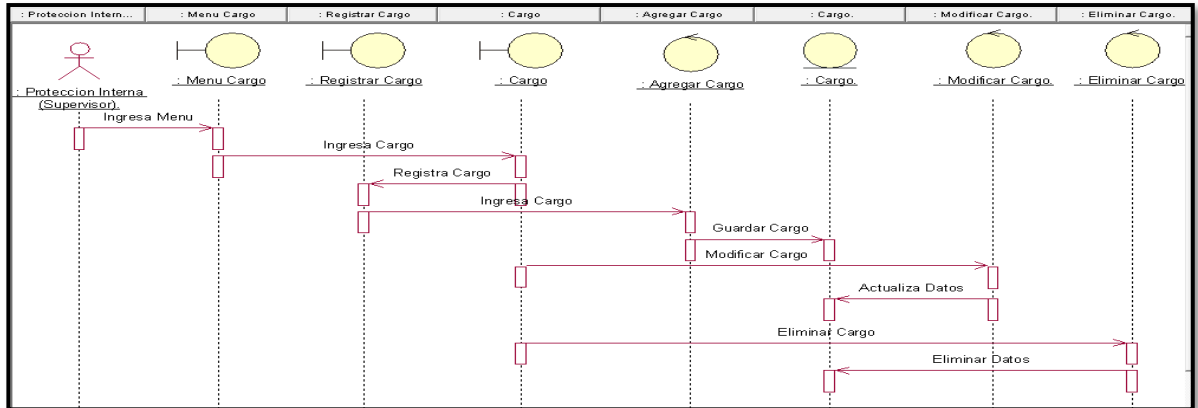 : Proteccion Intern...
: Menu Cargo
: Registrar Cargo
: Cargo
: Agregar Cargo
: Cargo.
: Modificar Cargo.
: Eliminar Cargo.
: Proteccion Interna
(Supervisor).
: Menu Cargo
: Registrar Cargo
: Cargo
: Agregar Cargo
: Cargo.
: Modificar Cargo.
: Eliminar Cargo
Ingresa Menu
Ingresa Cargo
Registra Cargo
Ingresa Cargo
Guardar Cargo
Modificar Cargo
Actualiza Datos
Eliminar Cargo
Eliminar Datos